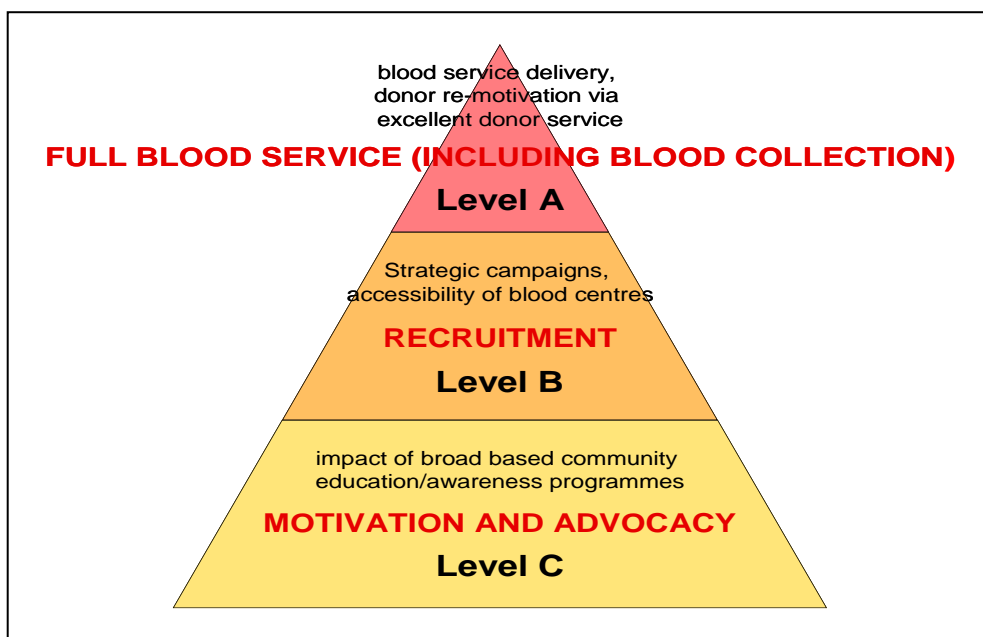 blood service delivery,
donor re-motivation via
excellent donor service
FULL BLOOD SERVICE (INCLUDING BLOOD COLLECTION)
Level A
Strategic campaigns,
accessibility of blood centres
RECRUITMENT
Level B
impact of broad based community
education/awareness programmes
MOTIVATION AND ADVOCACY
Level C